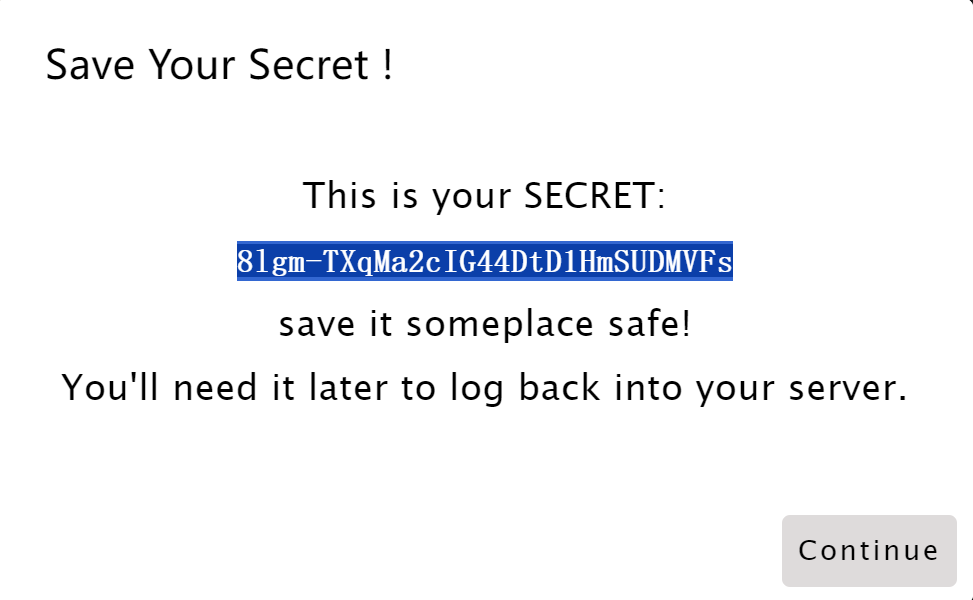 Save Your Secret !
This is your SECRET:
8lgm-TXqMa2cIG44DtD1HmSUDMVFs
save it someplace safe!
You'll need it later to log back into your server.
Continue